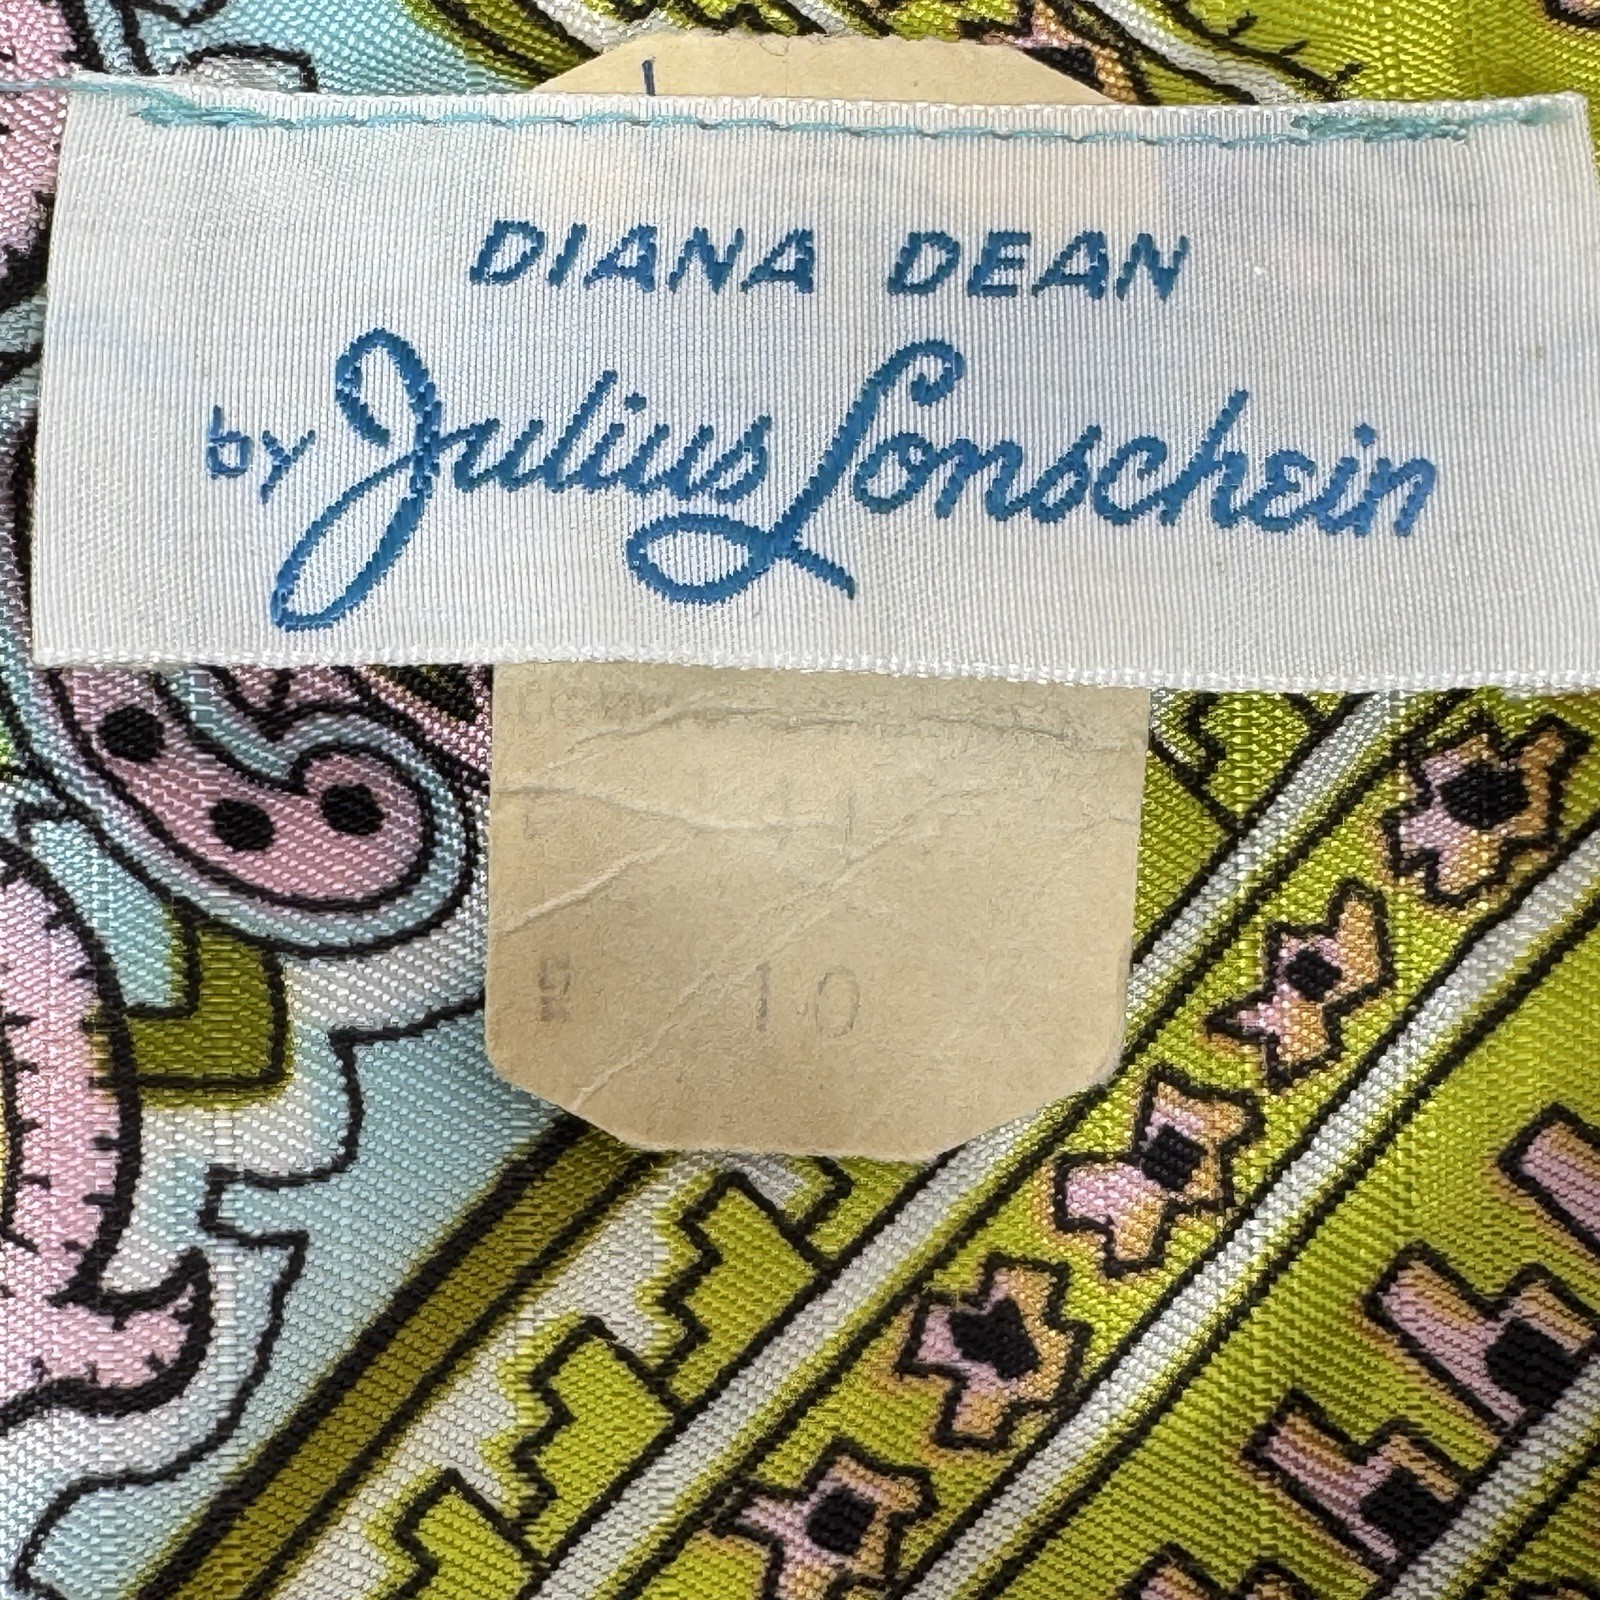 DIANA DEAN
by Julius Lonschein
10